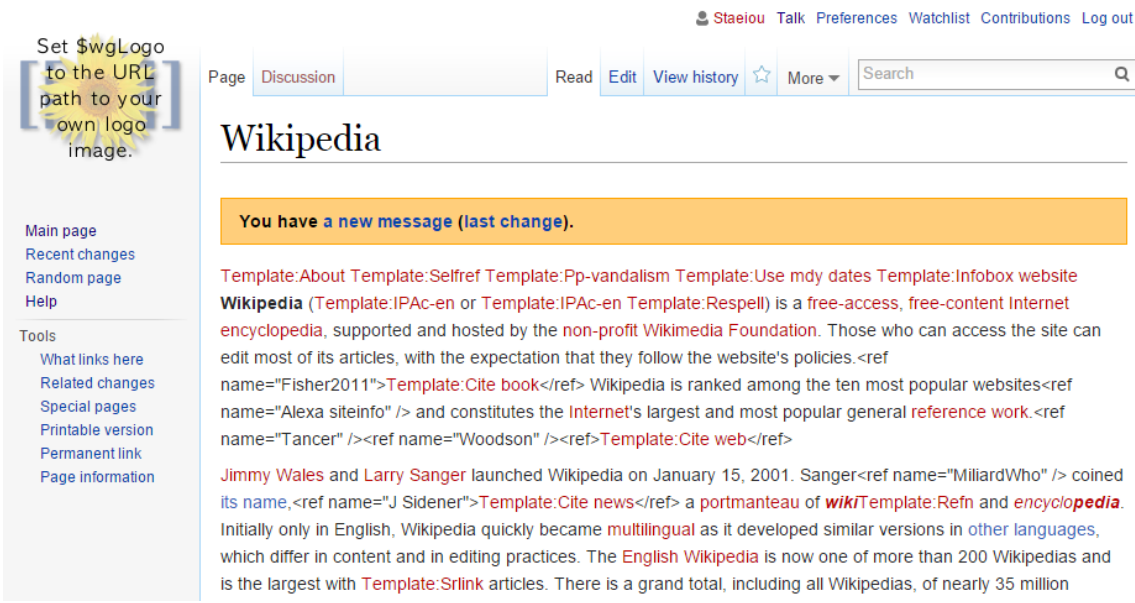 Staeiou Talk Preferences Watchlist Contributions Log out
Set $wgLogo
to the URL
path to your
own logo
image.
Page Discussion Read Edit View history More Search
Wikipedia
You have a new message (last change).
Main page
Recent changes
Random page
Help
Tools
What links here
Related changes
Special pages
Printable version
Permanent link
Page information
Template:About Template:Selfref Template:Pp-vandalism Template:Use mdy dates Template:Infobox website
Wikipedia (Template:IPAc-en or Template:IPAc-en Template:Respell) is a free-access, free-content Internet
encyclopedia, supported and hosted by the non-profit Wikimedia Foundation. Those who can access the site can
edit most of its articles, with the expectation that they follow the website's policies.<ref
name="Fisher2011">Template:Cite book</ref> Wikipedia is ranked among the ten most popular websites<ref
name="Alexa siteinfo" /> and constitutes the Internet's largest and most popular general reference work.<ref
name="Tancer" /><ref name="Woodson" /><ref>Template:Cite web</ref>
Jimmy Wales and Larry Sanger launched Wikipedia on January 15, 2001. Sanger<ref name="MiliardWho" /> coined
its name,<ref name="J Sidener">Template:Cite news</ref> a portmanteau of wikiTemplate:Refn and encyclopedia.
Initially only in English, Wikipedia quickly became multilingual as it developed similar versions in other languages,
which differ in content and in editing practices. The English Wikipedia is now one of more than 200 Wikipedias and
is the largest with Template:Srlink articles. There is a grand total, including all Wikipedias, of nearly 35 million